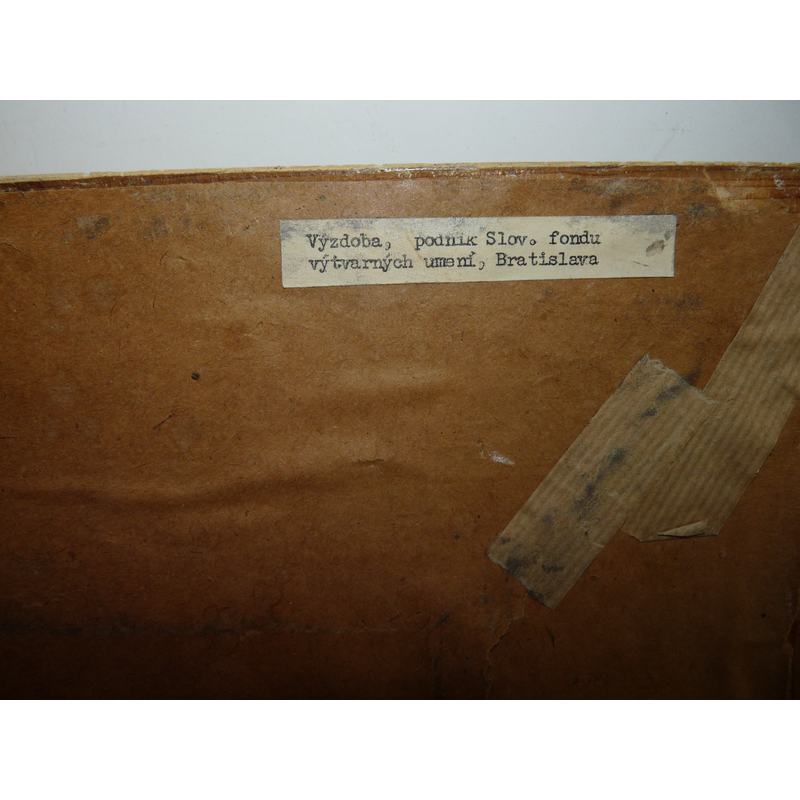 Výzdoba, podnik Slov. fondu
výtvarných umení, Bratislava